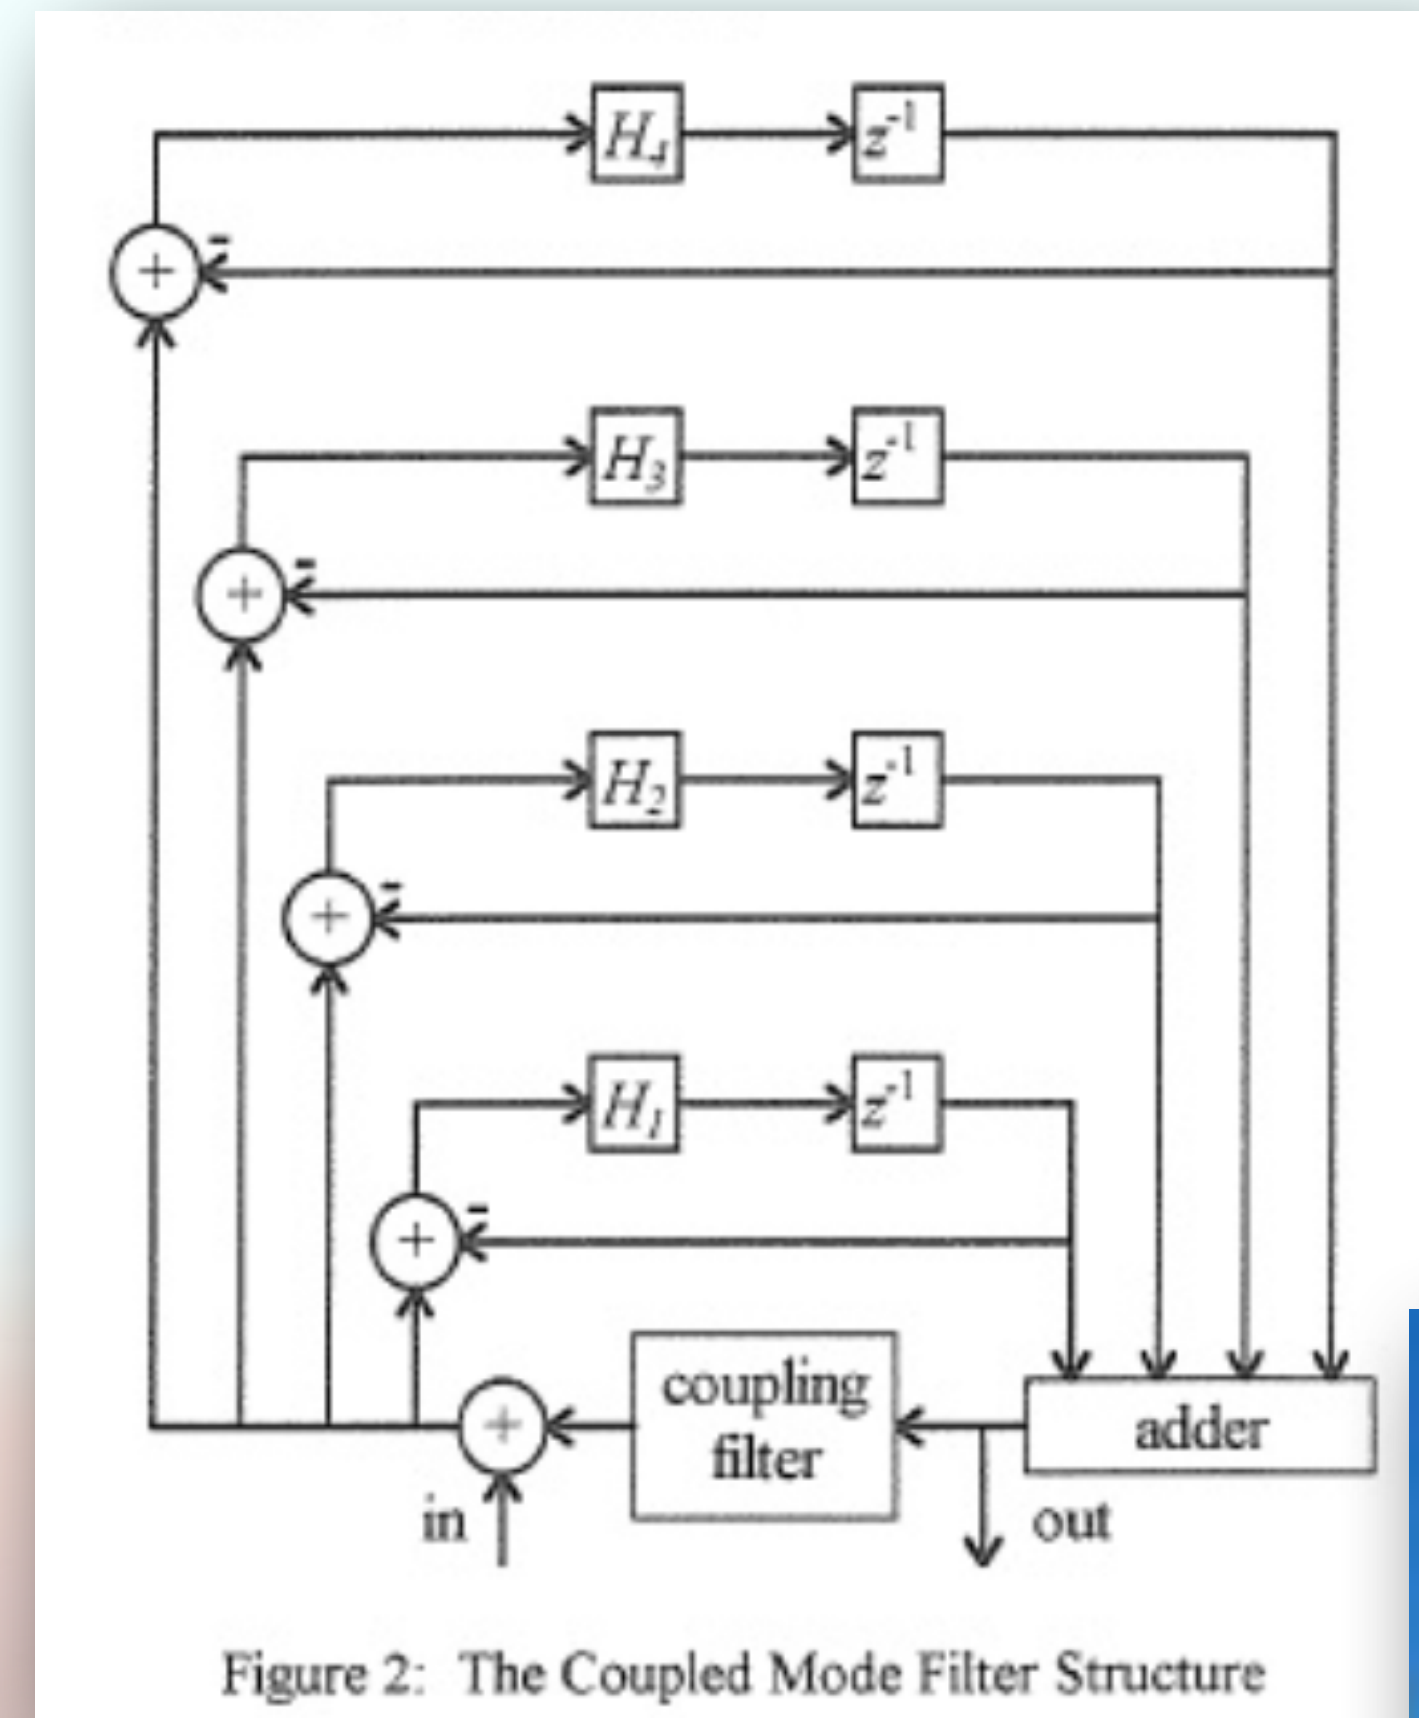 H₄ z⁻¹
+ -
H₃ z⁻¹
+ -
H₂ z⁻¹
+ -
H₁ z⁻¹
+ -
coupling
filter
adder
+
in
out
Figure 2: The Coupled Mode Filter Structure